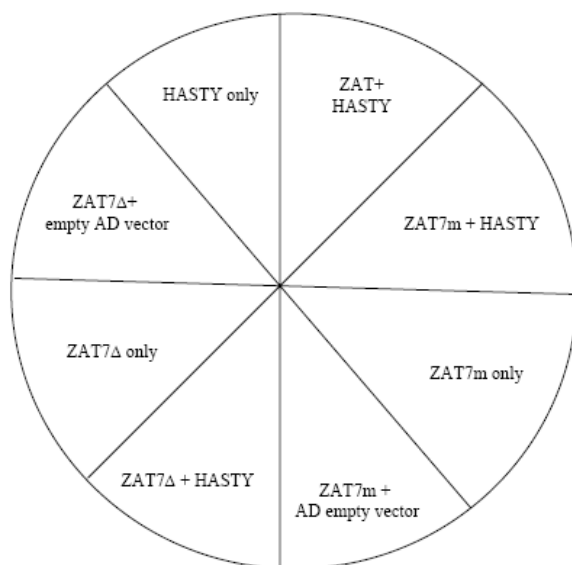 HASTY only
ZAT+
HASTY
ZAT7Δ+
empty AD vector
ZAT7m + HASTY
ZAT7Δ only
ZAT7m only
ZAT7Δ + HASTY
ZAT7m +
AD empty vector